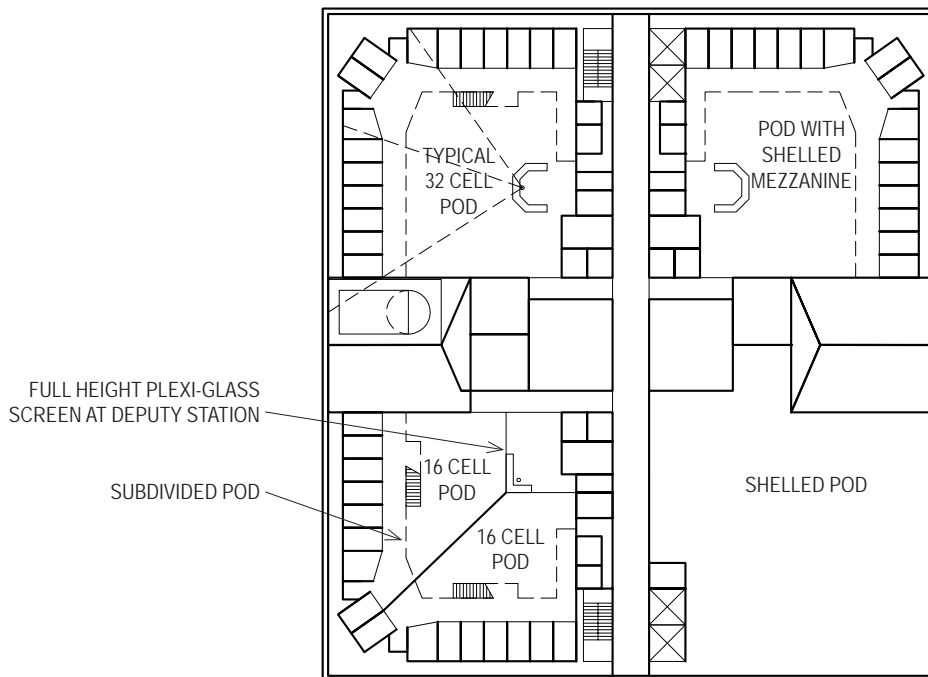 TYPICAL
32 CELL
POD
POD WITH
SHELLED
MEZZANINE
FULL HEIGHT PLEXI-GLASS
SCREEN AT DEPUTY STATION
SUBDIVIDED POD
16 CELL
POD
16 CELL
POD
SHELLED POD